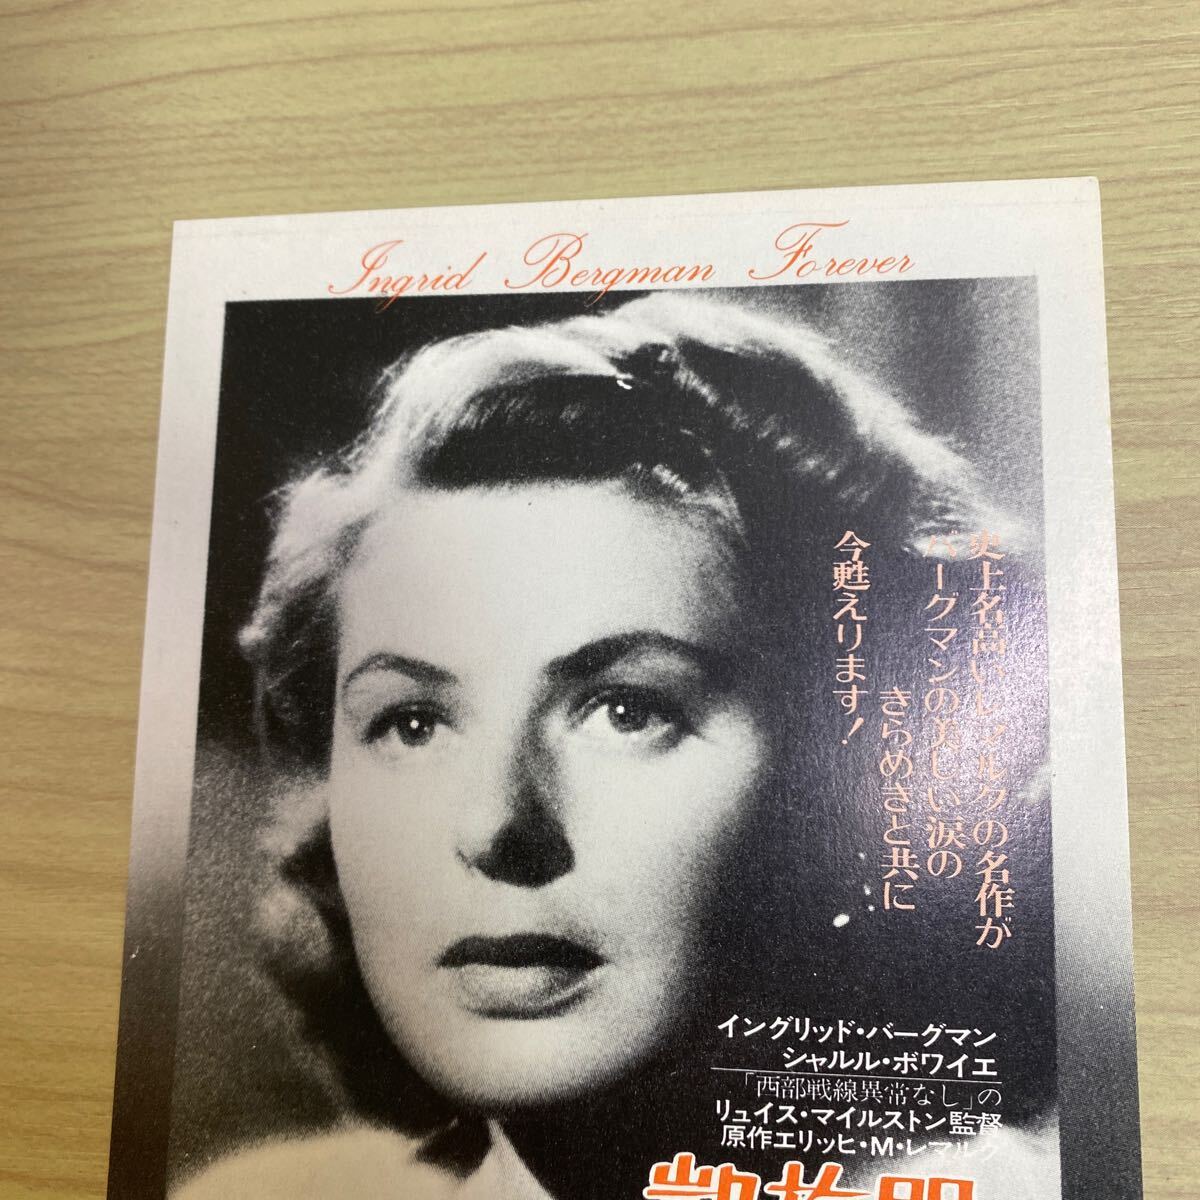 Ingrid Bergman Forever
史上名高いレマルクの名作が
バーグマンの美しい涙の
きらめきと共に
今甦えります!
イングリッド・バーグマン
シャルル・ボワイエ
「西部戦線異常なし」の
リュイス・マイルストン監督
原作エリッヒ・M・レマルク
凱旋門